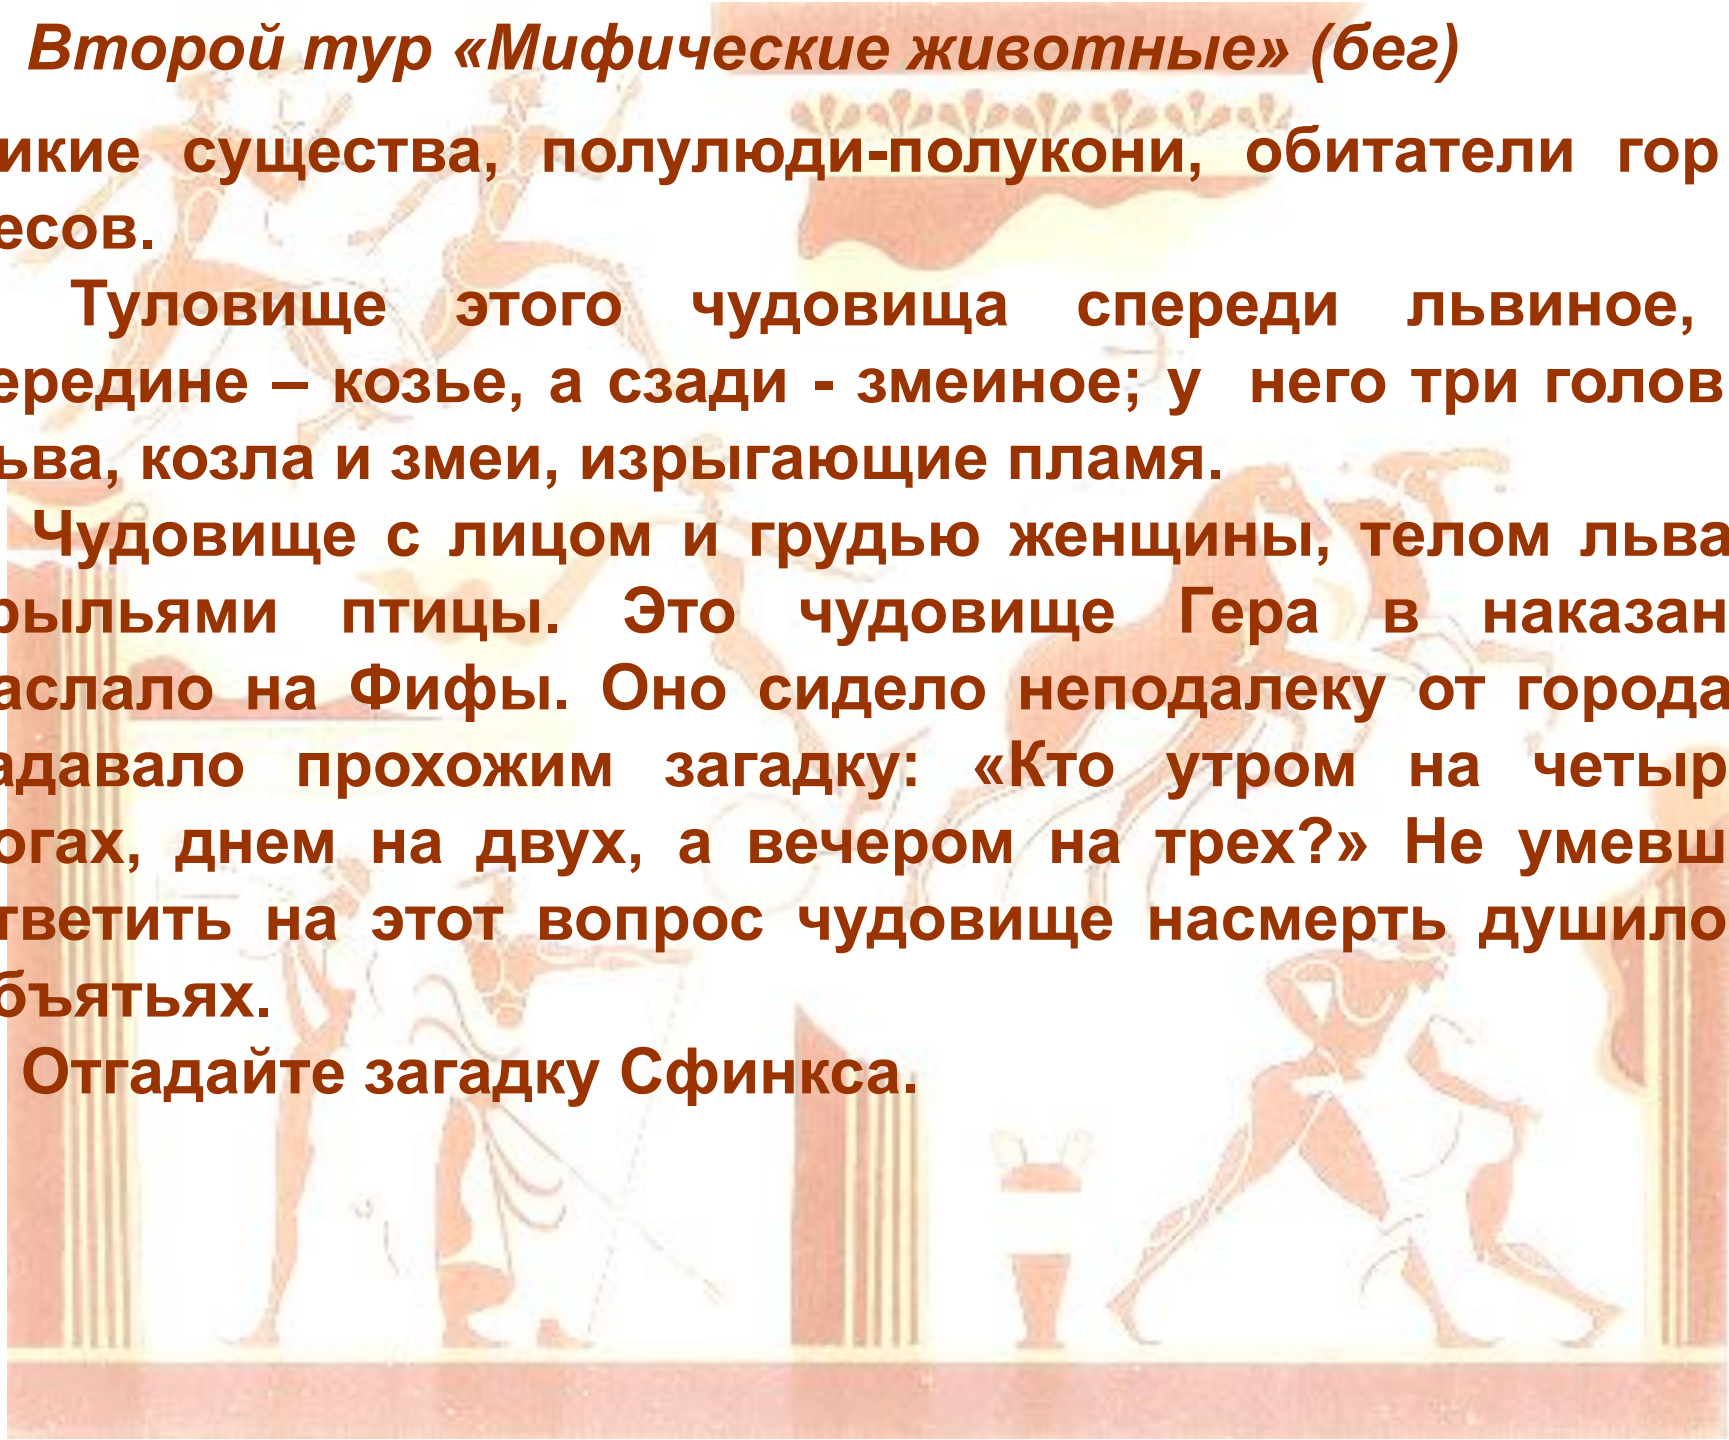 Второй тур «Мифические животные» (бег)
икие существа, полулюди-полукони, обитатели гор
есов.
Туловище этого чудовища спереди львиное,
ередине – козье, а сзади - змеиное; у него три голов
ьва, козла и змеи, изрыгающие пламя.
Чудовище с лицом и грудью женщины, телом льва
рыльями птицы. Это чудовище Гера в наказан
аслало на Фифы. Оно сидело неподалеку от города
адавало прохожим загадку: «Кто утром на четыр
огах, днем на двух, а вечером на трех?» Не умевш
тветить на этот вопрос чудовище насмерть душило
бъятьях.
Отгадайте загадку Сфинкса.